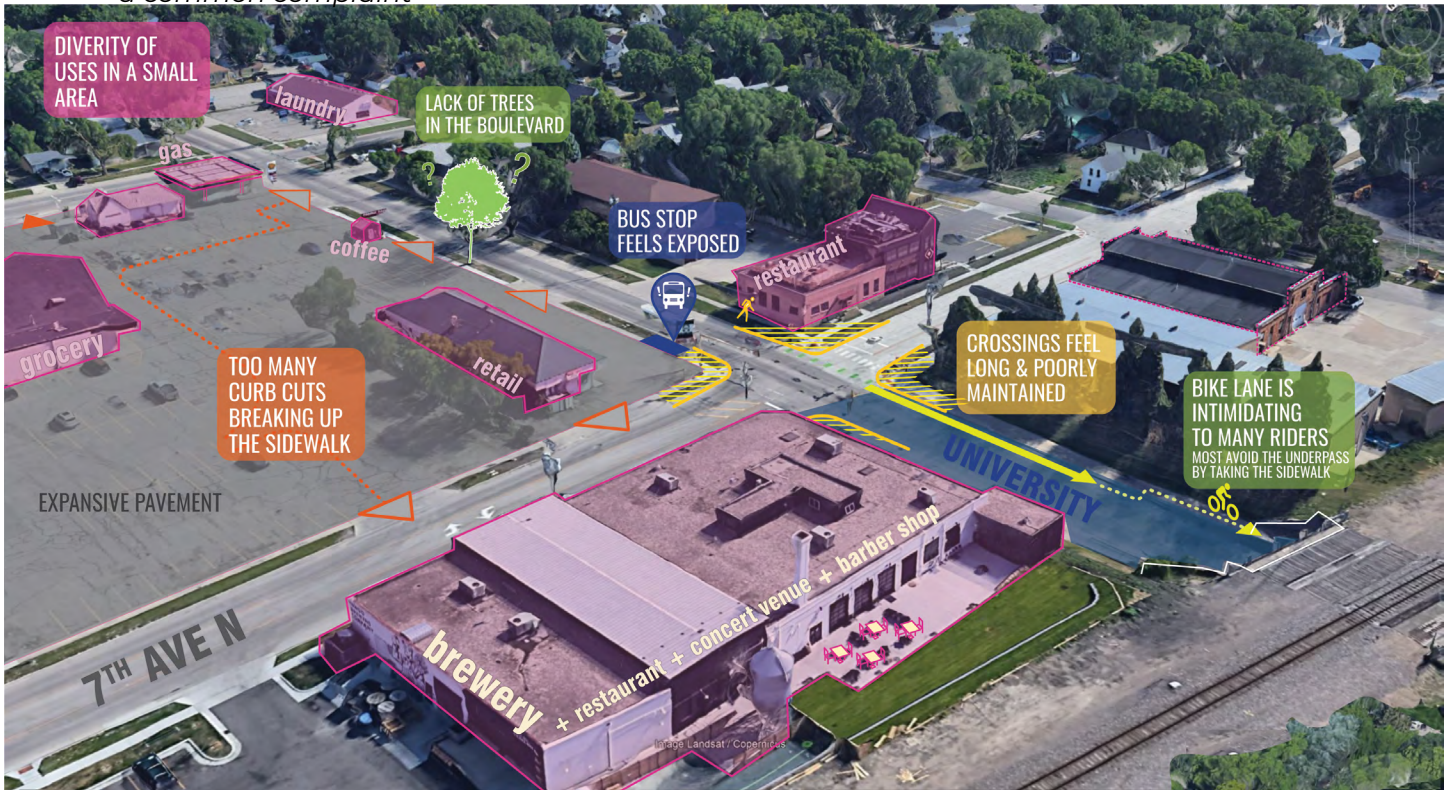 a common complaint
DIVERITY OF
USES IN A SMALL
AREA
laundry
LACK OF TREES
IN THE BOULEVARD
gas
? ?
BUS STOP
FEELS EXPOSED
coffee
restaurant
grocery
retail
TOO MANY
CURB CUTS
BREAKING UP
THE SIDEWALK
CROSSINGS FEEL
LONG & POORLY
MAINTAINED
BIKE LANE IS
INTIMIDATING
TO MANY RIDERS
MOST AVOID THE UNDERPASS
BY TAKING THE SIDEWALK
UNIVERSITY
EXPANSIVE PAVEMENT
7TH AVE N
brewery + restaurant + concert venue + barber shop
Image Landsat / Copernicus